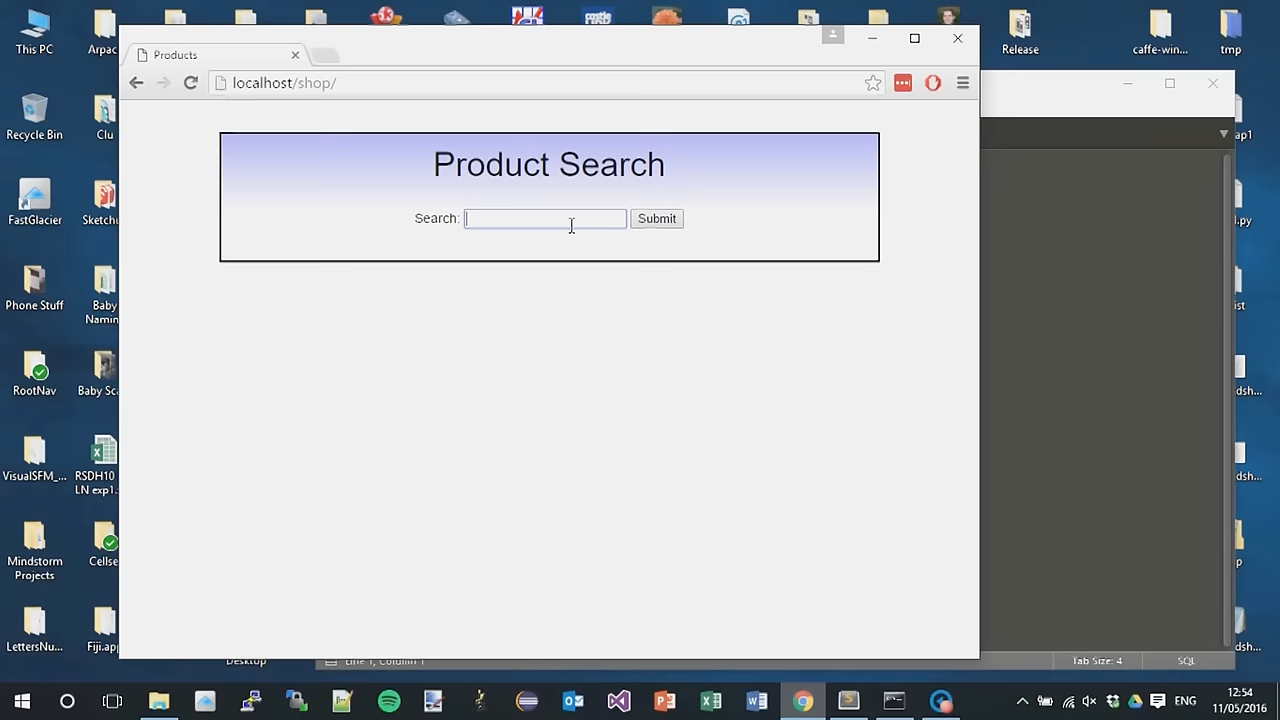 This PC
Arpac
Release
caffe-win...
tmp
Products
localhost/shop/
Recycle Bin
Clu
ap1
Product Search
FastGlacier
Sketchu
Search:
Submit
l.py
Phone Stuff
Baby
Namin
ist
RootNav
Baby Sca
dsh...
VisualSFM_...
RSDH10
LN exp1.
dsh...
Mindstorm
Projects
Cellse
p
LettersNu...
Fiji.app
dsh...
Desktop
Line 1, Column 1
Tab Size: 4
SQL
ENG
12:54
11/05/2016